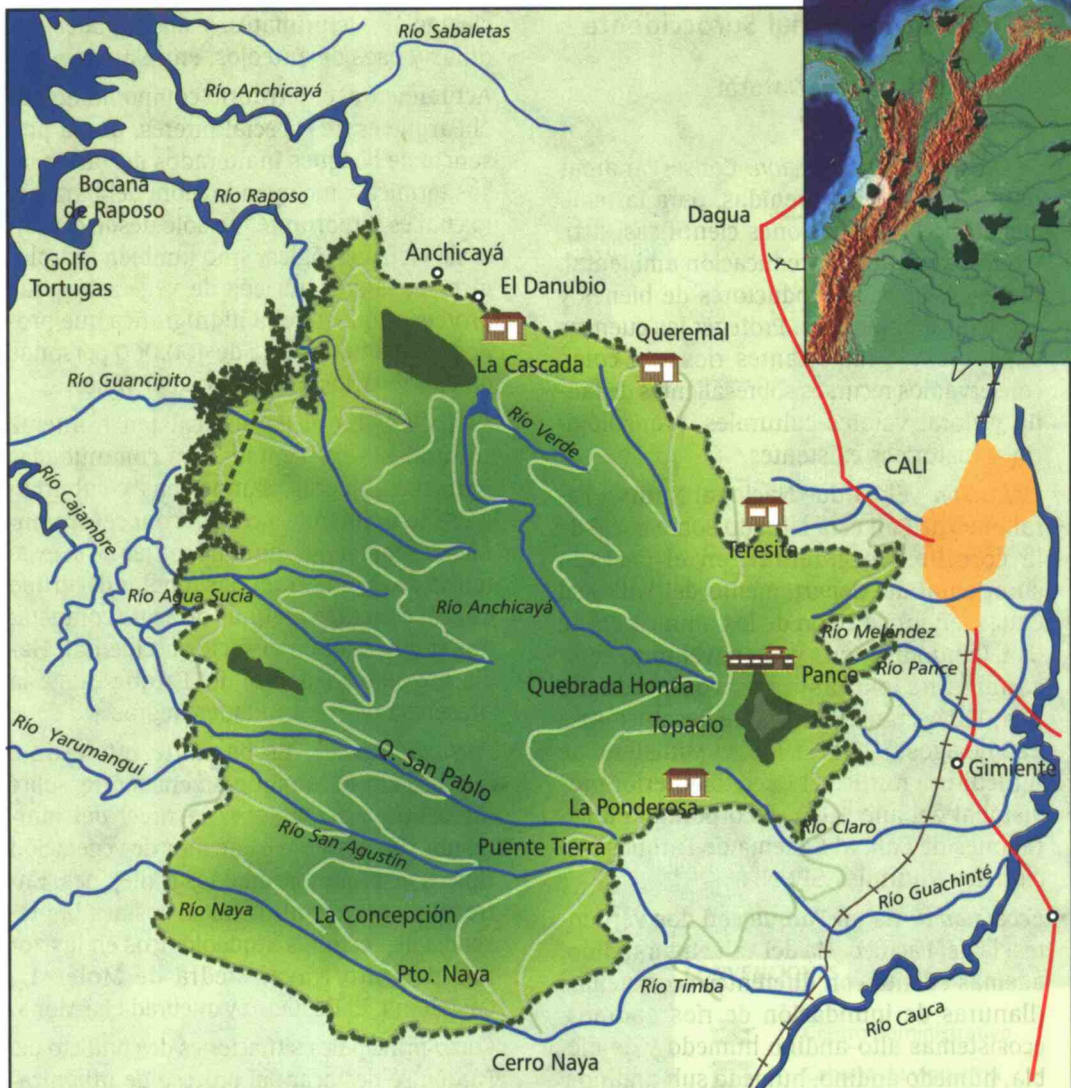 Río Sabaletas
Río Anchicayá
Bocana
de Raposo
Río Raposo
Golfo
Tortugas
Dagua
Anchicayá
El Danubio
Queremal
La Cascada
Río Guancipito
Río Verde
CALI
Río Cajambre
Teresita
Río Agua Sucia
Río Anchicayá
Río Meléndez
Río Pance
Quebrada Honda
Pance
Topacio
Río Yarumanguí
Q. San Pablo
Gimiente
La Ponderosa
Río Claro
Río San Agustín
Puente Tierra
Río Guachinté
Río Naya
La Concepción
Pto. Naya
Río Timba
Río Caúca
Cerro Naya